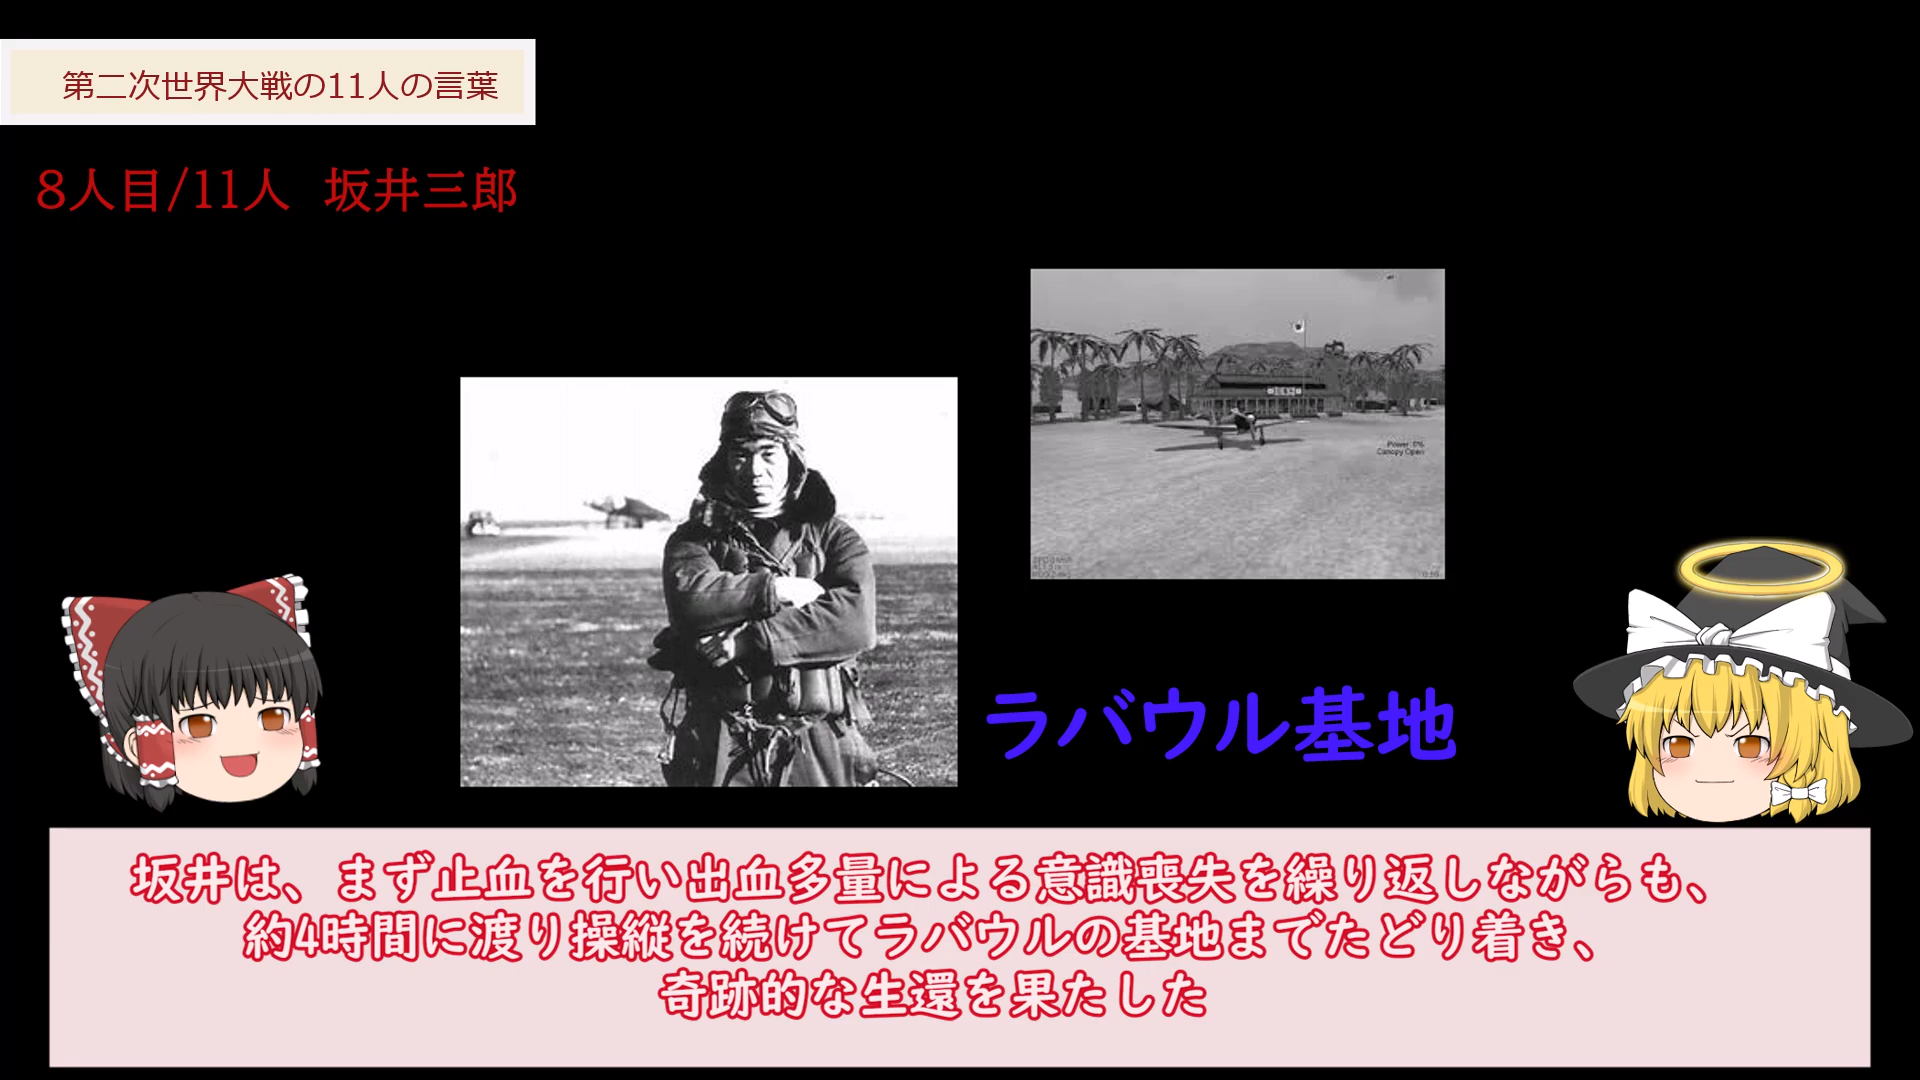 第二次世界大戦の11人の言葉
８人目/11人　坂井三郎
Power 0%
Canopy Open
ラバウル基地
坂井は、まず止血を行い出血多量による意識喪失を繰り返しながらも、
約4時間に渡り操縦を続けてラバウルの基地までたどり着き、
奇跡的な生還を果たした